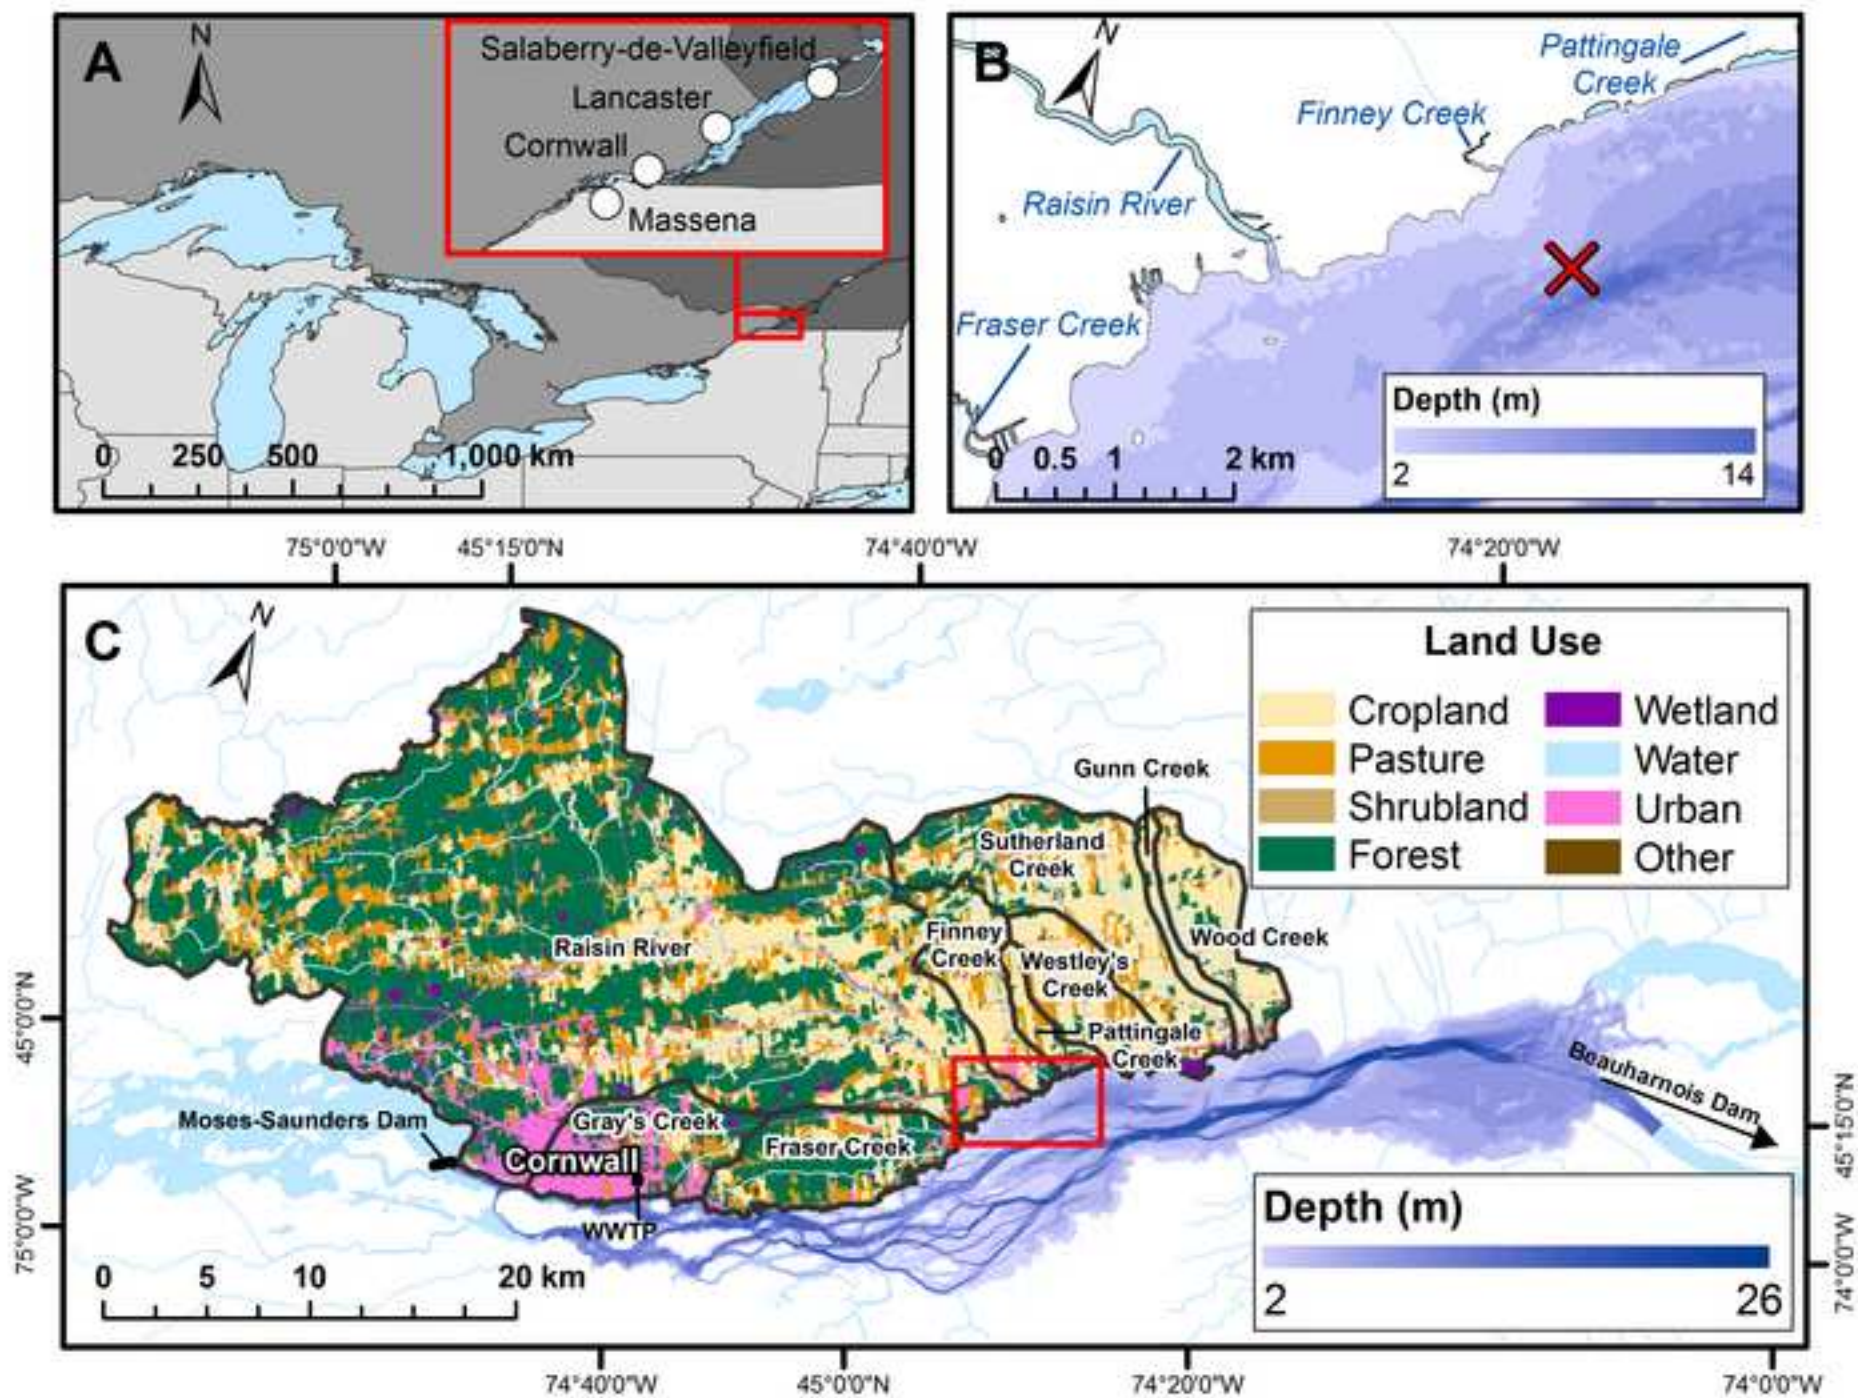 A
N
Salaberry-de-Valleyfield
Lancaster
Cornwall
Massena
0 250 500 1,000 km
B
N
Pattingale
Creek
Finney Creek
Raisin River
Fraser Creek
Depth (m)
2 14
0 0.5 1 2 km
75°0'0"W 45°15'0"N 74°40'0"W 74°20'0"W
C
N
Land Use
Cropland Wetland
Pasture Water
Shrubland Urban
Forest Other
Gunn Creek
Sutherland
Creek
Raisin River
Finney
Creek
Westley's
Creek
Wood Creek
Pattingale
Creek
Moses-Saunders Dam
Gray's Creek
Fraser Creek
Cornwall
WWTP
Beauharnois Dam
Depth (m)
2 26
0 5 10 20 km
45°0'0"N
75°0'0"W
45°15'0"N
74°0'0"W
74°40'0"W 45°0'0"N 74°20'0"W 74°0'0"W